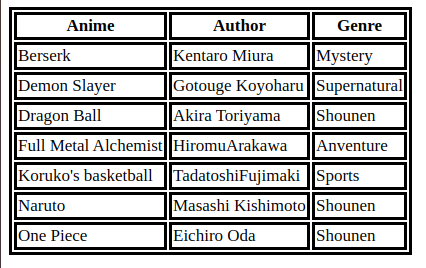 Anime Author Genre
Berserk Kentaro Miura Mystery
Demon Slayer Gotouge Koyoharu Supernatural
Dragon Ball Akira Toriyama Shounen
Full Metal Alchemist HiromuArakawa Anventure
Koruko's basketball TadatoshiFujimaki Sports
Naruto Masashi Kishimoto Shounen
One Piece Eichiro Oda Shounen